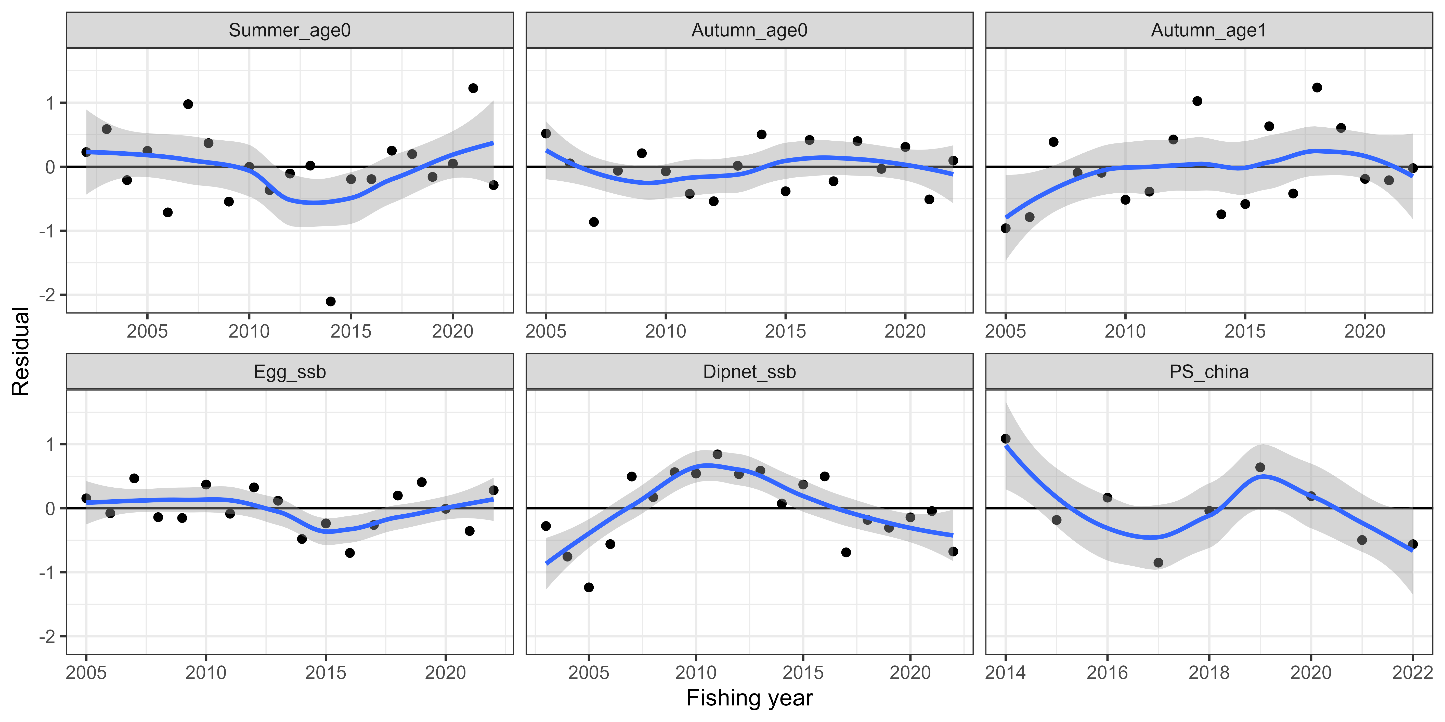 Summer_age0 Autumn_age0 Autumn_age1
1
0
-1
-2
2005 2010 2015 2020 2005 2010 2015 2020 2005 2010 2015 2020
Residual
Egg_ssb Dipnet_ssb PS_china
1
0
-1
-2
2005 2010 2015 2020 2005 2010 2015 2020 2014 2016 2018 2020 2022
Fishing year